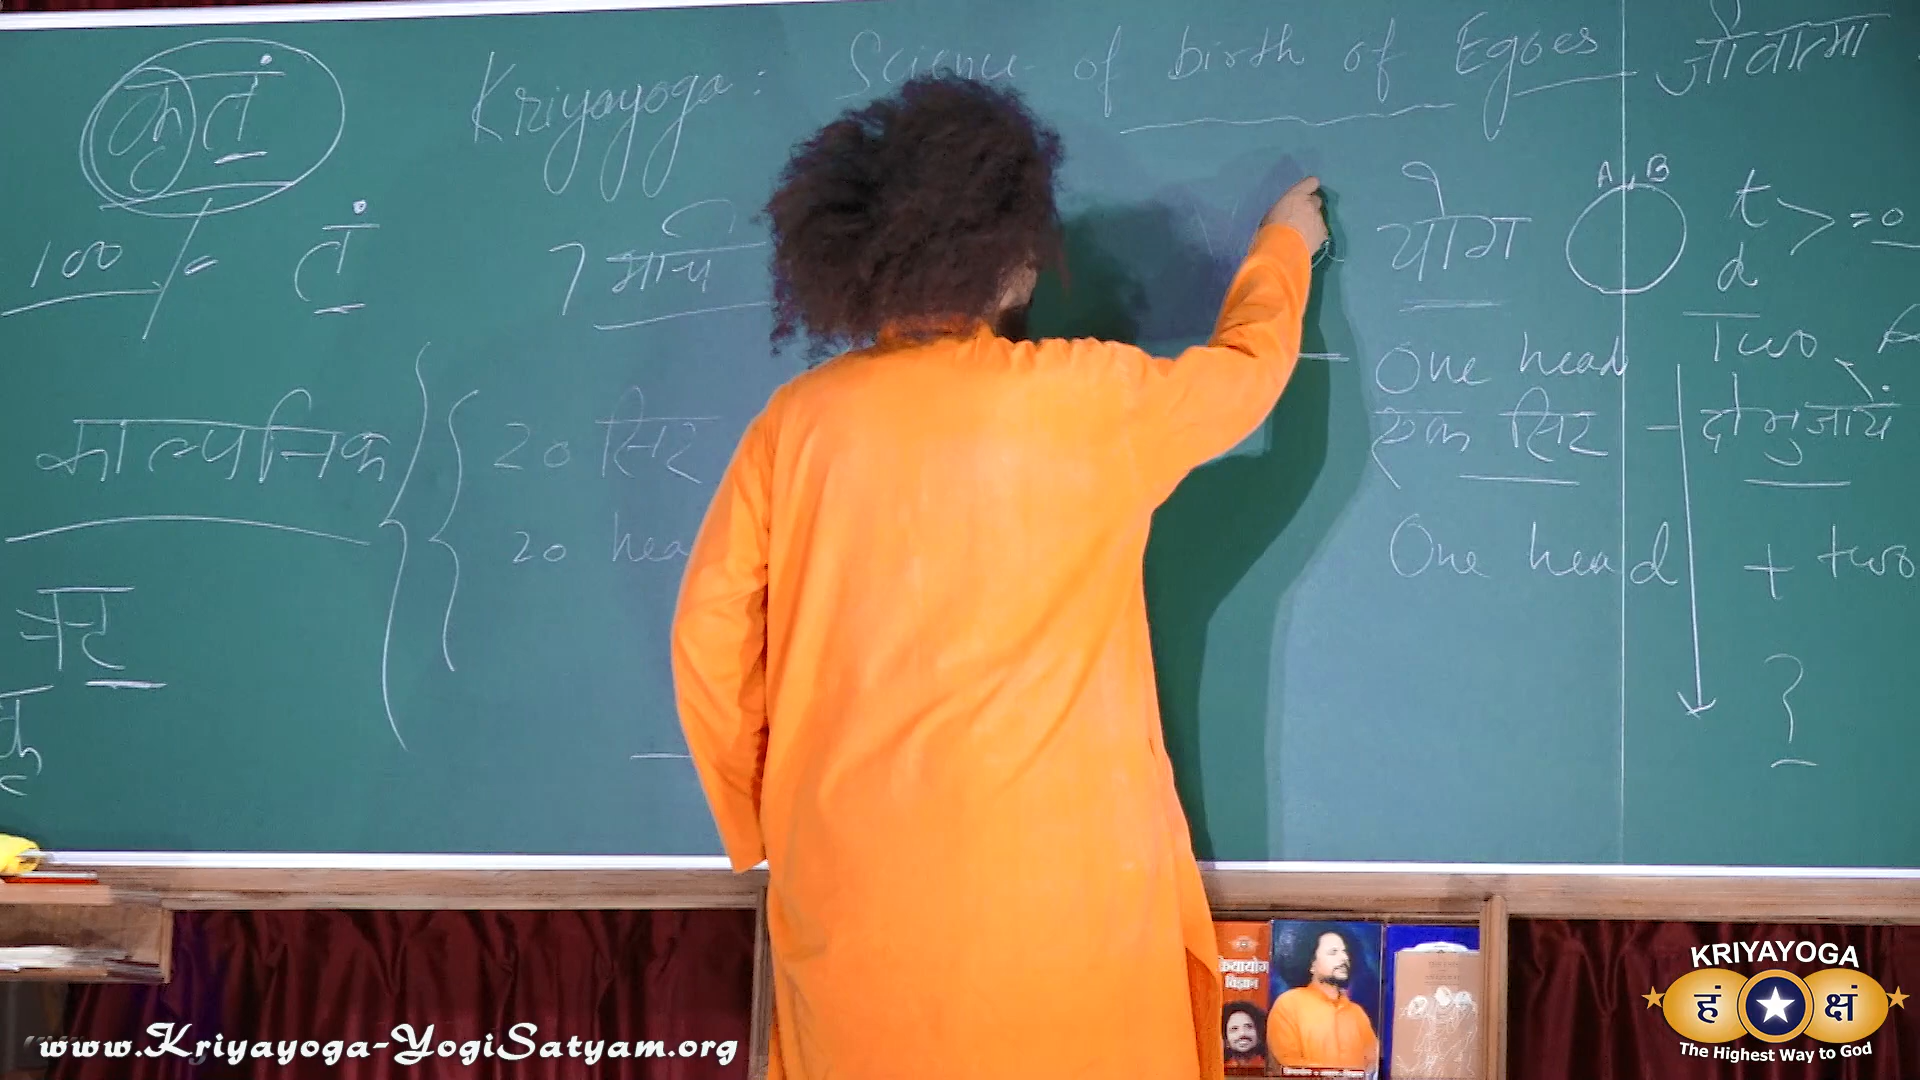 Kriyayoga: Science of birth of Egoes जीवात्मा
कृतं
A B
t
d >=0
योग
100 / तं
7
Two
One head
एक सिर दो भुजायें
काल्पनिक 20 सिर
20 hea
One head + two
?
क्रियायोग
विज्ञान
www.Kriyayoga-YogiSatyam.org
KRIYAYOGA
हं क्षं
The Highest Way to God